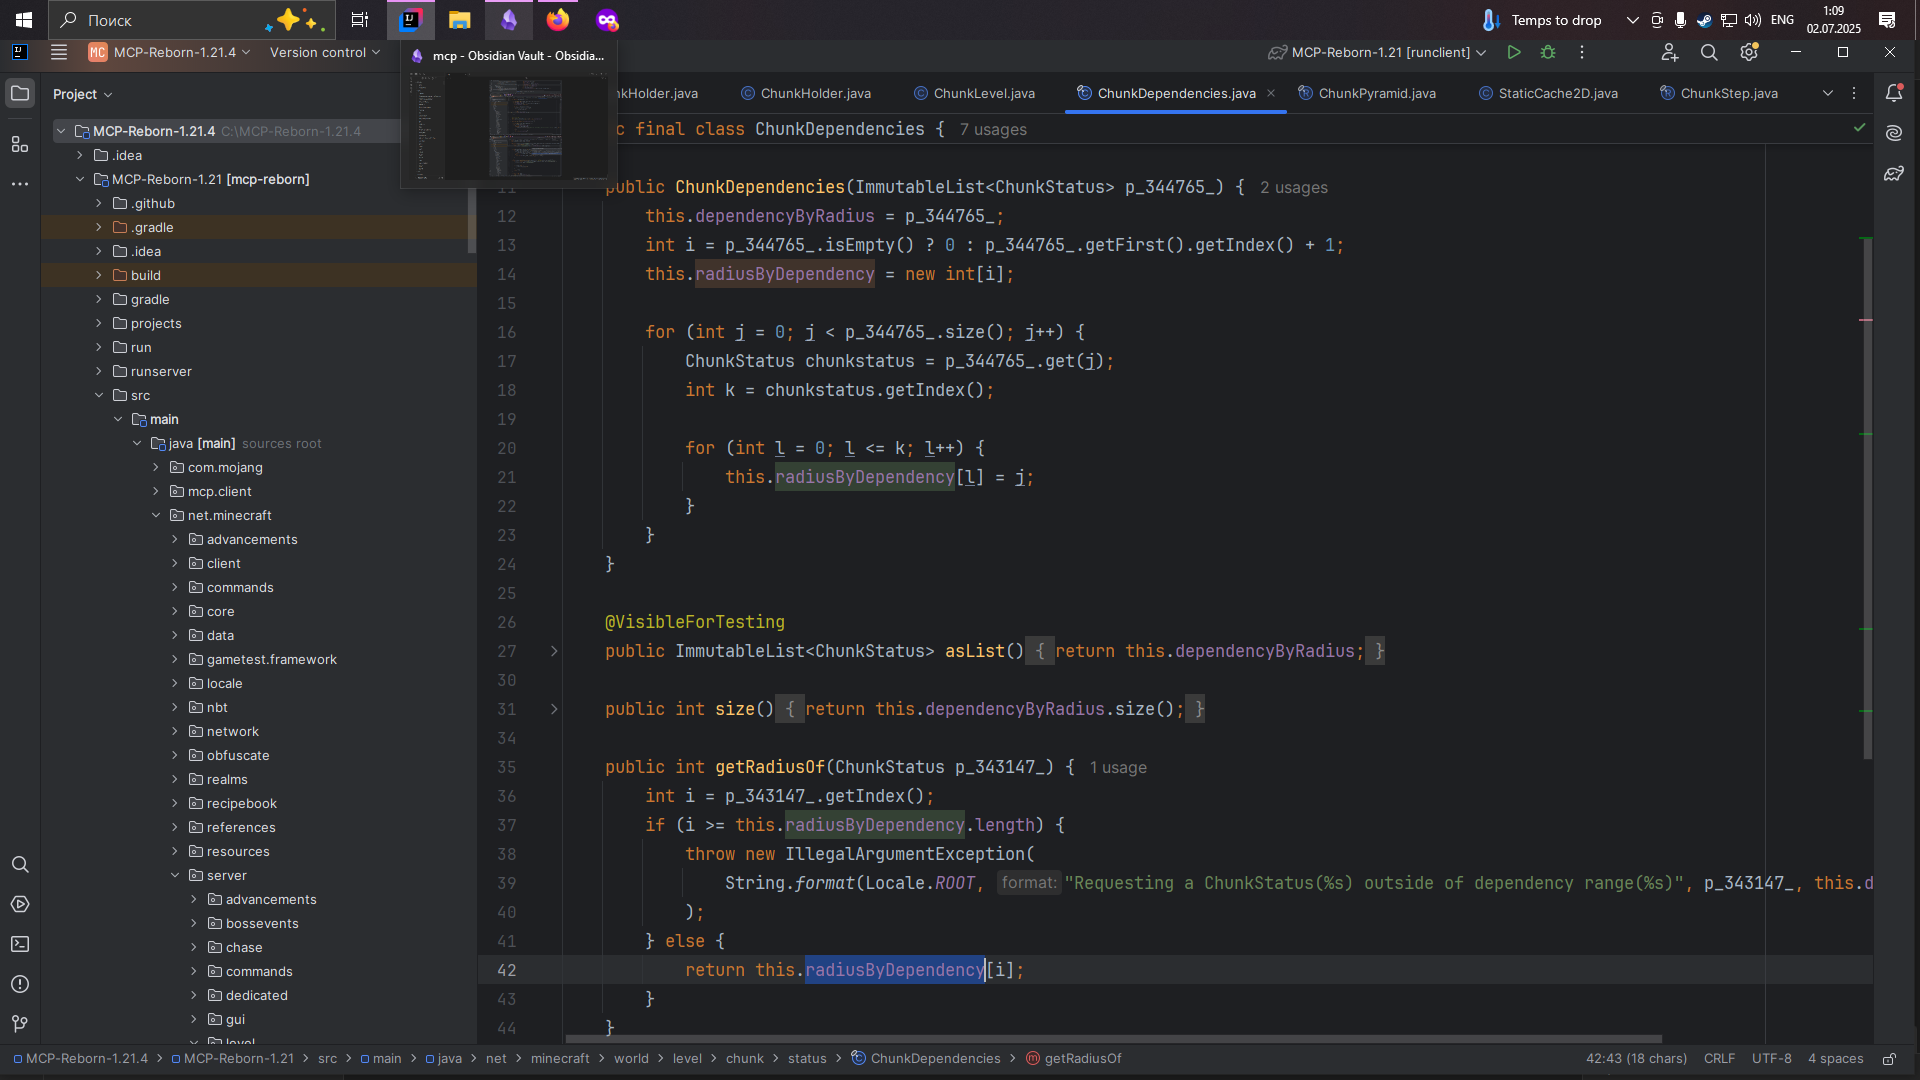 Поиск
Temps to drop
ENG
1:09
02.07.2025
MC MCP-Reborn-1.21.4
Version control
mcp - Obsidian Vault - Obsidia...
MCP-Reborn-1.21 [runclient]
Project
nkHolder.java
ChunkHolder.java
ChunkLevel.java
ChunkDependencies.java
ChunkPyramid.java
StaticCache2D.java
ChunkStep.java
MCP-Reborn-1.21.4 C:\MCP-Reborn-1.21.4
.idea
MCP-Reborn-1.21 [mcp-reborn]
.github
.gradle
.idea
build
gradle
projects
run
runserver
src
main
java [main] sources root
com.mojang
mcp.client
net.minecraft
advancements
client
commands
core
data
gametest.framework
locale
nbt
network
obfuscate
realms
recipebook
references
resources
server
advancements
bossevents
chase
commands
dedicated
gui
level
c final class ChunkDependencies { 7 usages
11 public ChunkDependencies(ImmutableList<ChunkStatus> p_344765_) { 2 usages
12 this.dependencyByRadius = p_344765_;
13 int i = p_344765_.isEmpty() ? 0 : p_344765_.getFirst().getIndex() + 1;
14 this.radiusByDependency = new int[i];
15
16 for (int j = 0; j < p_344765_.size(); j++) {
17 ChunkStatus chunkstatus = p_344765_.get(j);
18 int k = chunkstatus.getIndex();
19
20 for (int l = 0; l <= k; l++) {
21 this.radiusByDependency[l] = j;
22 }
23 }
24 }
25
26 @VisibleForTesting
27 public ImmutableList<ChunkStatus> asList() { return this.dependencyByRadius; }
30
31 public int size() { return this.dependencyByRadius.size(); }
34
35 public int getRadiusOf(ChunkStatus p_343147_) { 1 usage
36 int i = p_343147_.getIndex();
37 if (i >= this.radiusByDependency.length) {
38 throw new IllegalArgumentException(
39 String.format(Locale.ROOT, format: "Requesting a ChunkStatus(%s) outside of dependency range(%s)", p_343147_, this.d
40 );
41 } else {
42 return this.radiusByDependency[i];
43 }
44 }
MCP-Reborn-1.21.4 > MCP-Reborn-1.21 > src > main > java > net > minecraft > world > level > chunk > status > ChunkDependencies > getRadiusOf
42:43 (18 chars) CRLF UTF-8 4 spaces